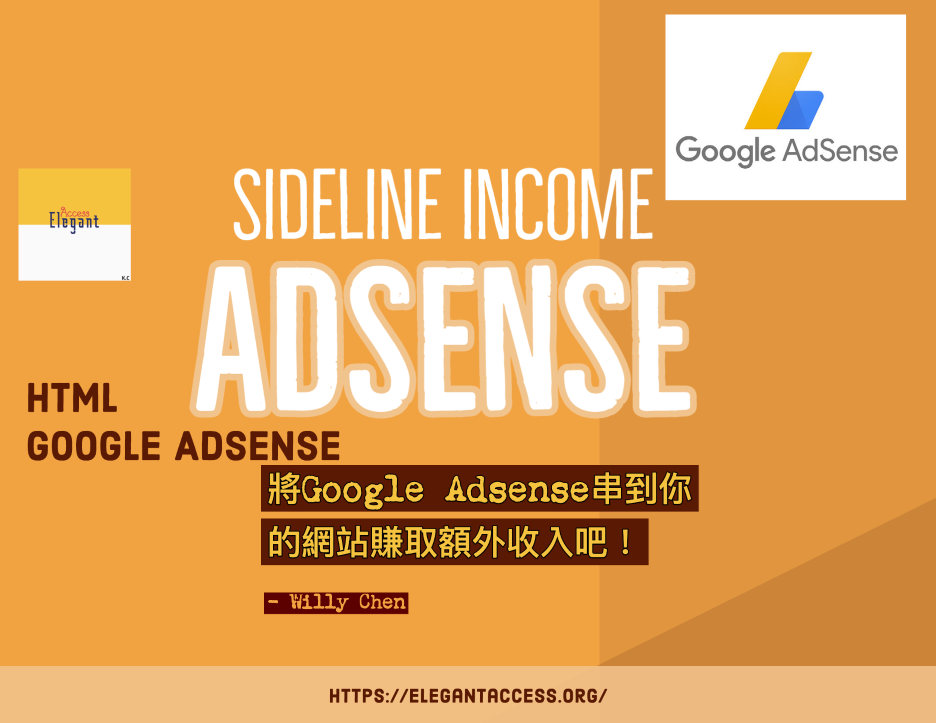 Google AdSense
SIDELINE INCOME
Access
Elegant
K.C
ADSENSE
HTML
GOOGLE ADSENSE
將Google Adsense串到你
的網站賺取額外收入吧！
- Willy Chen
HTTPS://ELEGANTACCESS.ORG/